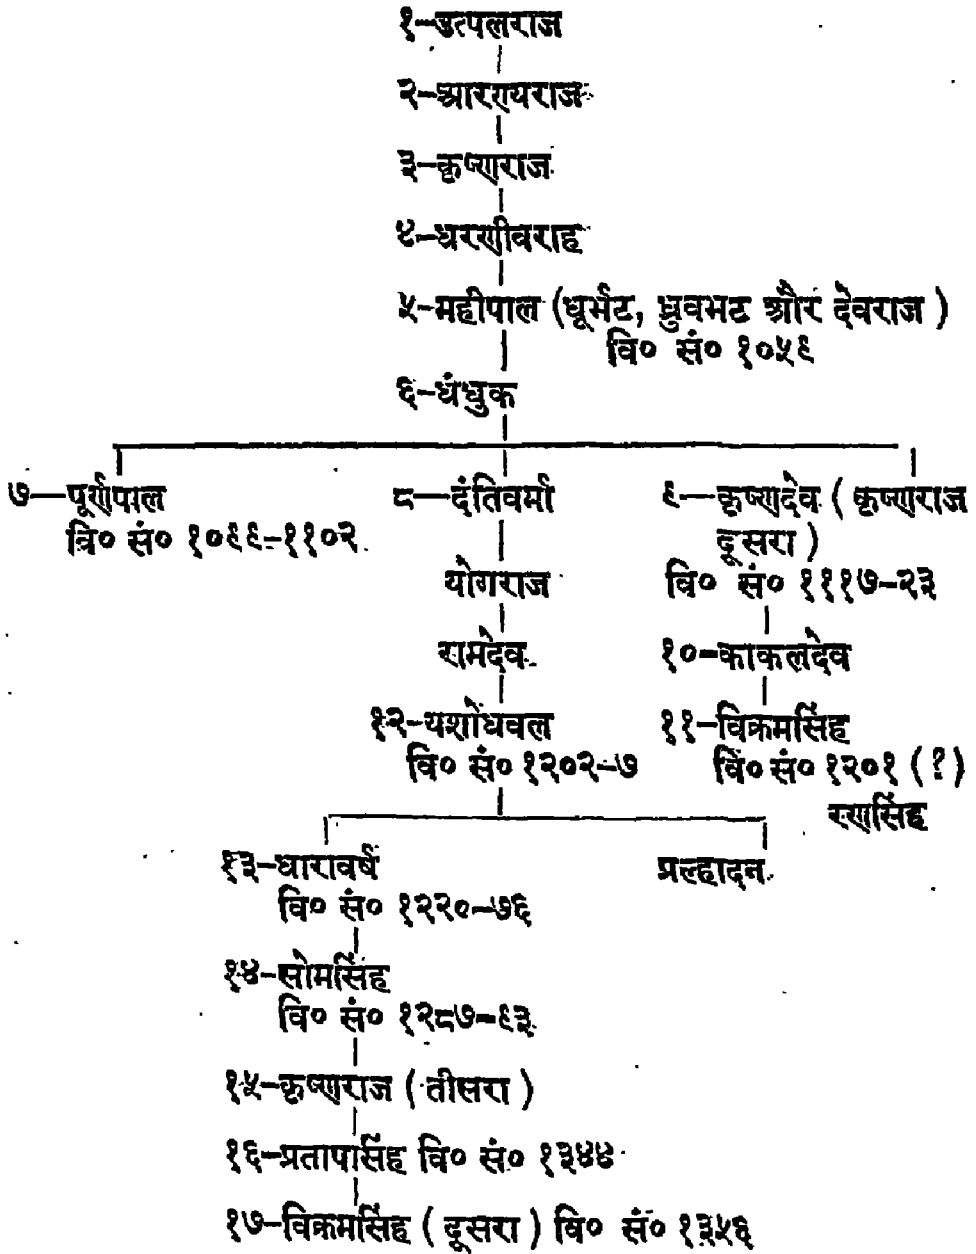 १-उत्पलराज
२-आरण्यराज
३-कृष्णराज
४-धरणीवराह
५-महीपाल (धूर्भट, ध्रुवभट और देवराज )
वि० सं० १०५९
६-धंधुक
७—पूर्णपाल ८—दंतिवर्मा ९—कृष्णदेव ( कृष्णराज
वि० सं० १०९९-११०२ दूसरा )
योगराज वि० सं० १११७-२३
रामदेव १०-काकलदेव
१२-यशोधवल ११-विक्रमसिंह
वि० सं० १२०२-७ वि० सं० १२०१ (?)
रणसिंह
१३-धारावर्ष प्रल्हादन
वि० सं० १२२०-७६
१४-सोमसिंह
वि० सं० १२८७-९३
१५-कृष्णराज ( तीसरा )
१६-प्रतापसिंह वि० सं० १३४४
१७-विक्रमसिंह ( दूसरा ) वि० सं० १३५६